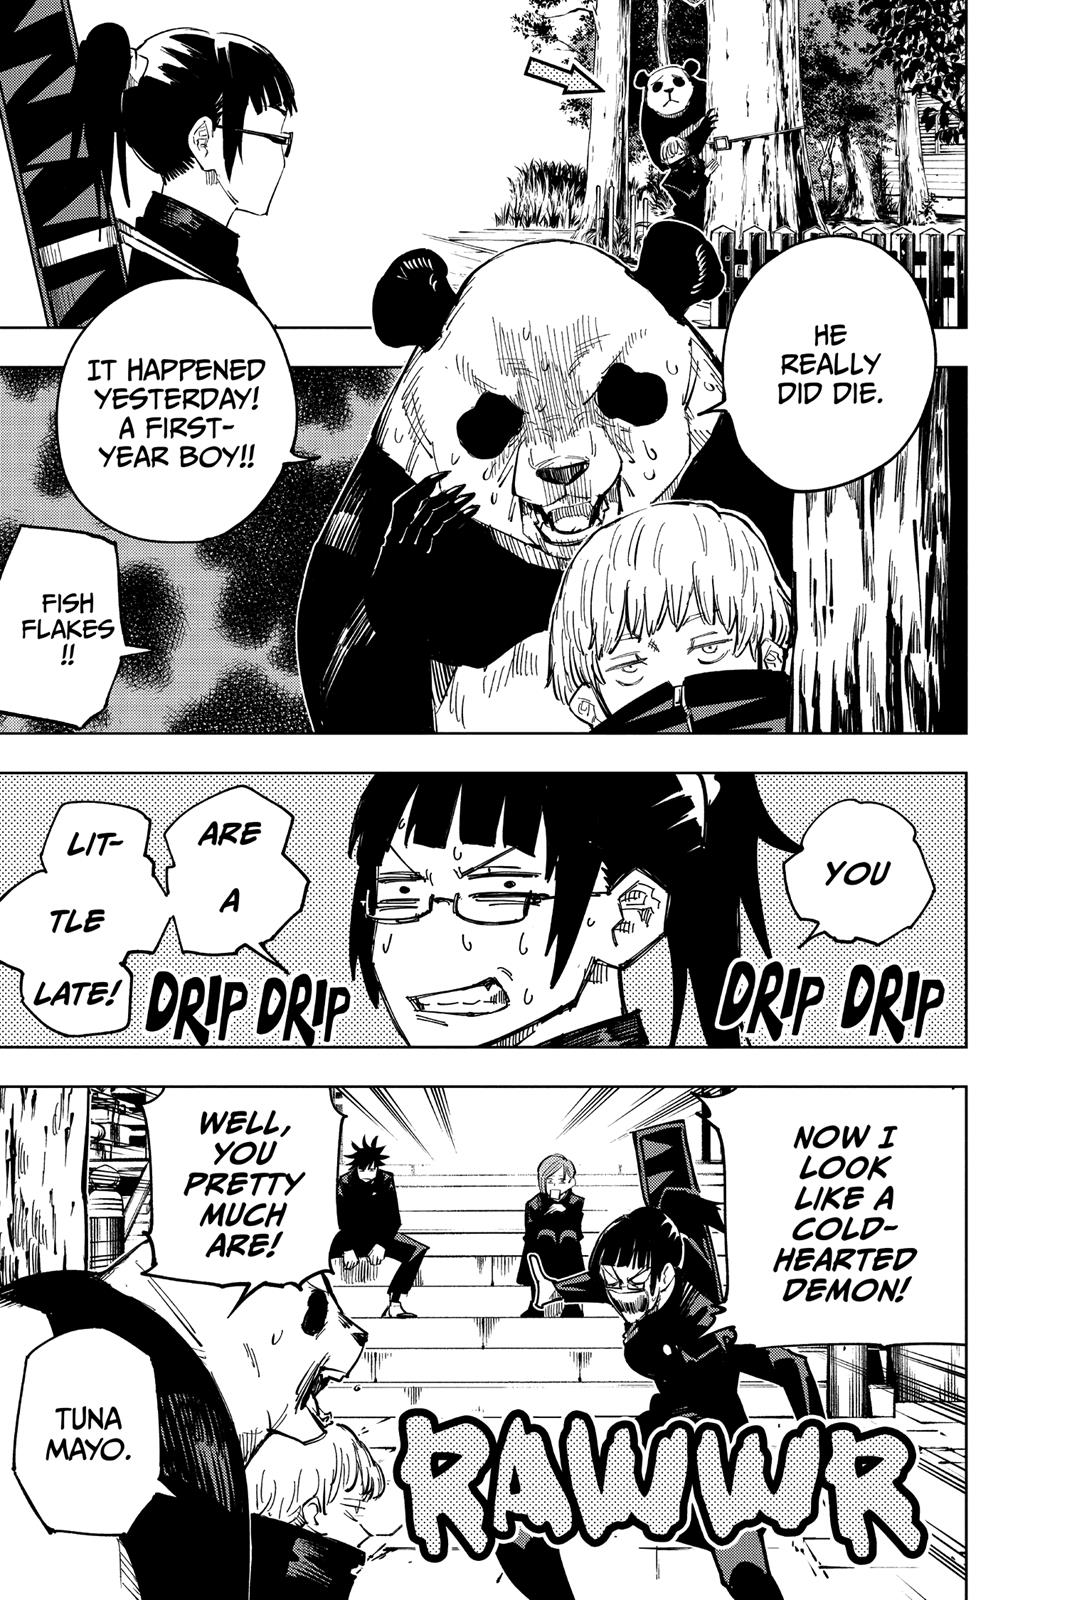 HE
REALLY
DID DIE.
IT HAPPENED
YESTERDAY!
A FIRST-
YEAR BOY!!
FISH
FLAKES
!!
YOU
ARE
A
LIT-
TLE
LATE!
DRIP DRIP
DRIP DRIP
NOW I
LOOK
LIKE A
COLD-
HEARTED
DEMON!
WELL,
YOU
PRETTY
MUCH
ARE!
TUNA
MAYO.
RAWWR